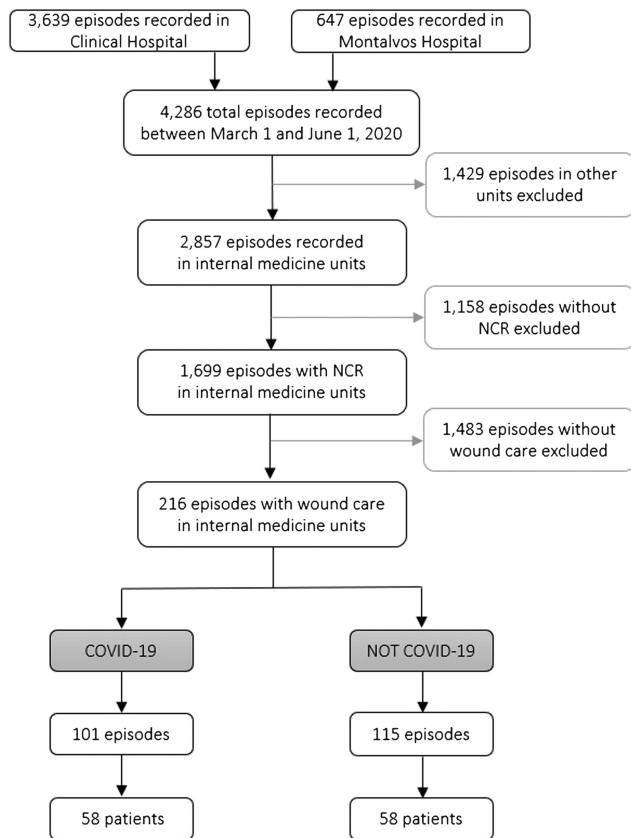 3,639 episodes recorded in
Clinical Hospital
647 episodes recorded in
Montalvos Hospital
4,286 total episodes recorded
between March 1 and June 1, 2020
1,429 episodes in other
units excluded
2,857 episodes recorded
in internal medicine units
1,158 episodes without
NCR excluded
1,699 episodes with NCR
in internal medicine units
1,483 episodes without
wound care excluded
216 episodes with wound care
in internal medicine units
COVID-19
NOT COVID-19
101 episodes
115 episodes
58 patients
58 patients